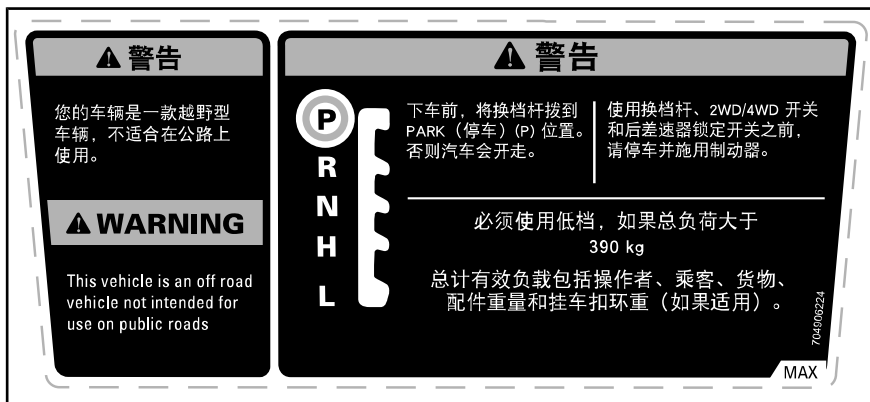 警告
您的车辆是一款越野型
车辆，不适合在公路上
使用。
WARNING
This vehicle is an off road
vehicle not intended for
use on public roads
警告
P
R
N
H
L
下车前，将换档杆拨到
PARK（停车）(P) 位置。
否则汽车会开走。
使用换档杆、2WD/4WD 开关
和后差速器锁定开关之前，
请停车并施用制动器。
必须使用低档，如果总负荷大于
390 kg
总计有效负载包括操作者、乘客、货物、
配件重量和挂车扣环重（如果适用）。
704906224
MAX